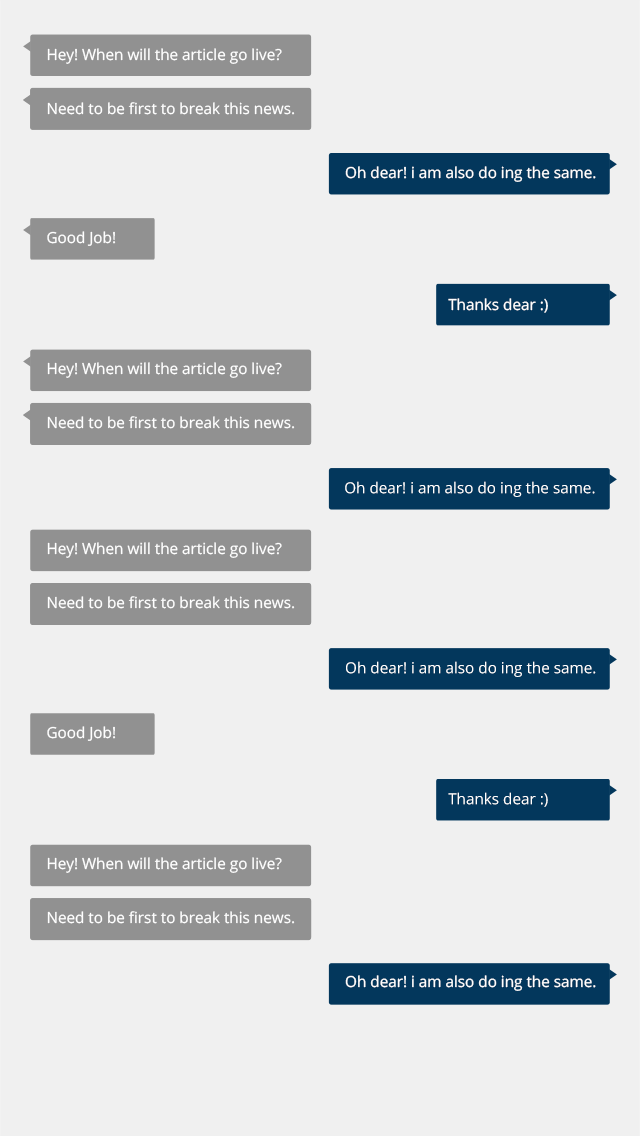 Hey! When will the article go live?
Need to be first to break this news.
Oh dear! i am also do ing the same.
Good Job!
Thanks dear :)
Hey! When will the article go live?
Need to be first to break this news.
Oh dear! i am also do ing the same.
Hey! When will the article go live?
Need to be first to break this news.
Oh dear! i am also do ing the same.
Good Job!
Thanks dear :)
Hey! When will the article go live?
Need to be first to break this news.
Oh dear! i am also do ing the same.